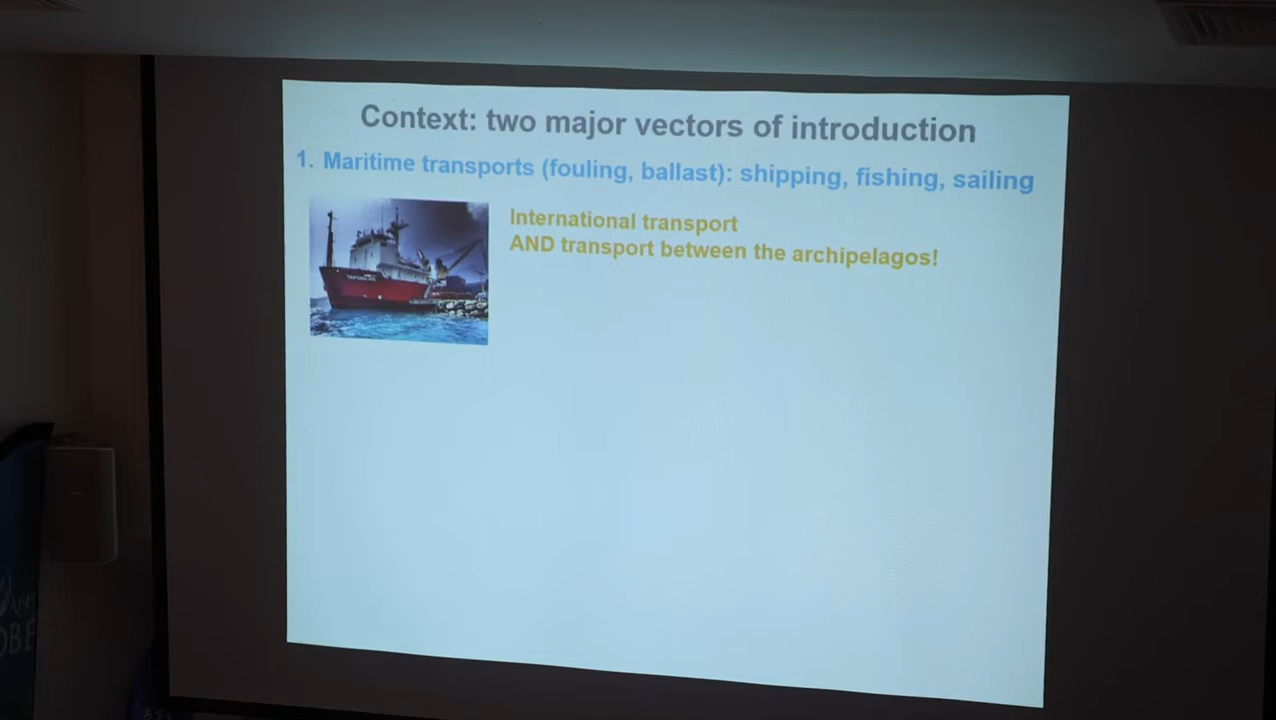 Context: two major vectors of introduction
1. Maritime transports (fouling, ballast): shipping, fishing, sailing
International transport
AND transport between the archipelagos!